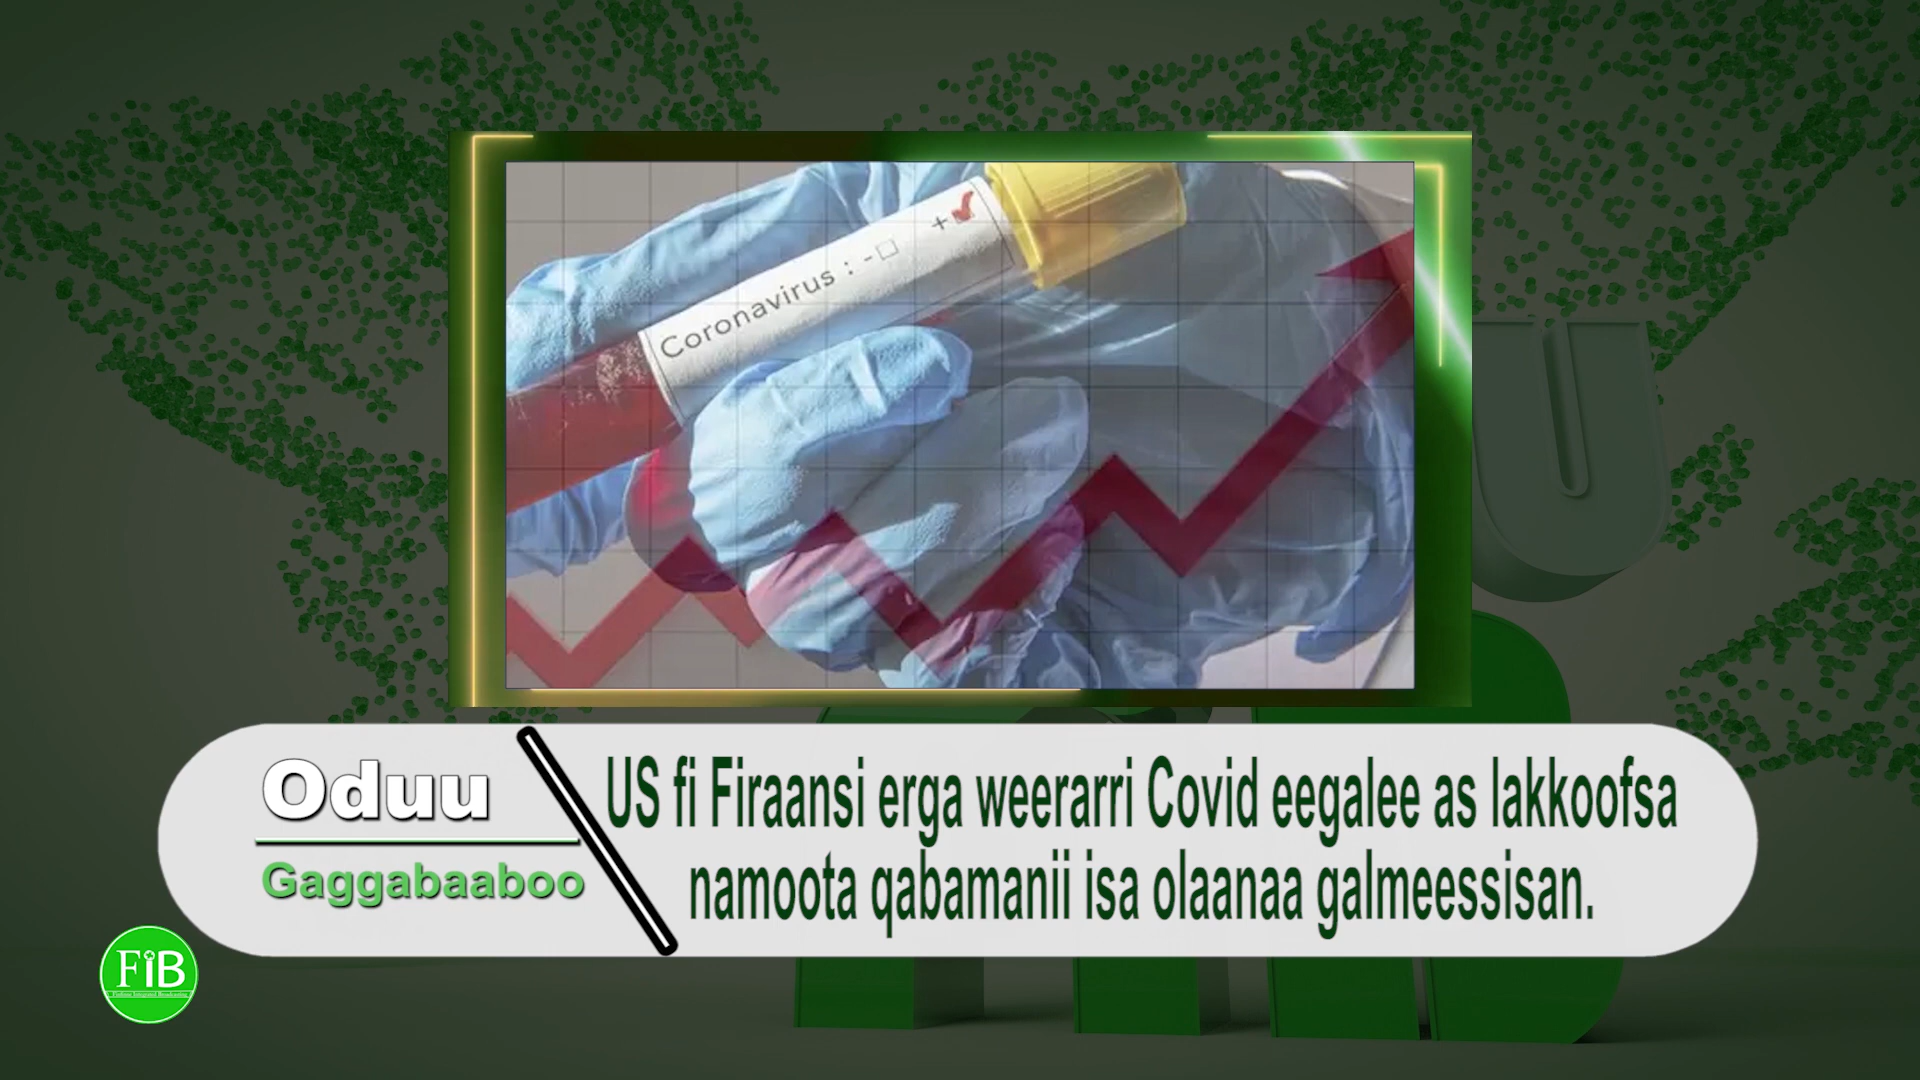 Coronavirus : -□ +✓
U
Oduu
Gaggabaaboo
US fi Firaansi erga weerarri Covid eegalee as lakkoofsa
namoota qabamanii isa olaanaa galmeessisan.
FiB